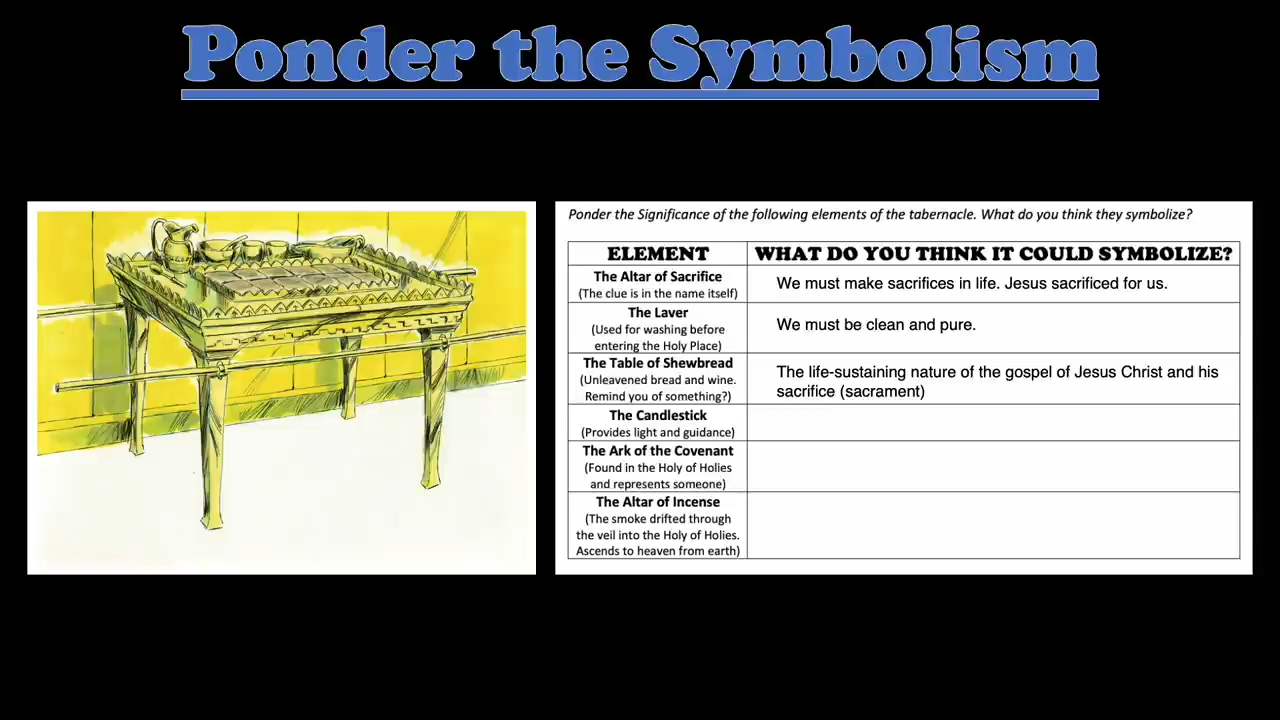 Ponder the Symbolism
Ponder the Significance of the following elements of the tabernacle. What do you think they symbolize?
ELEMENT
WHAT DO YOU THINK IT COULD SYMBOLIZE?
The Altar of Sacrifice
(The clue is in the name itself)
We must make sacrifices in life. Jesus sacrificed for us.
The Laver
(Used for washing before
entering the Holy Place)
We must be clean and pure.
The Table of Shewbread
(Unleavened bread and wine.
Remind you of something?)
The life-sustaining nature of the gospel of Jesus Christ and his
sacrifice (sacrament)
The Candlestick
(Provides light and guidance)
The Ark of the Covenant
(Found in the Holy of Holies
and represents someone)
The Altar of Incense
(The smoke drifted through
the veil into the Holy of Holies.
Ascends to heaven from earth)